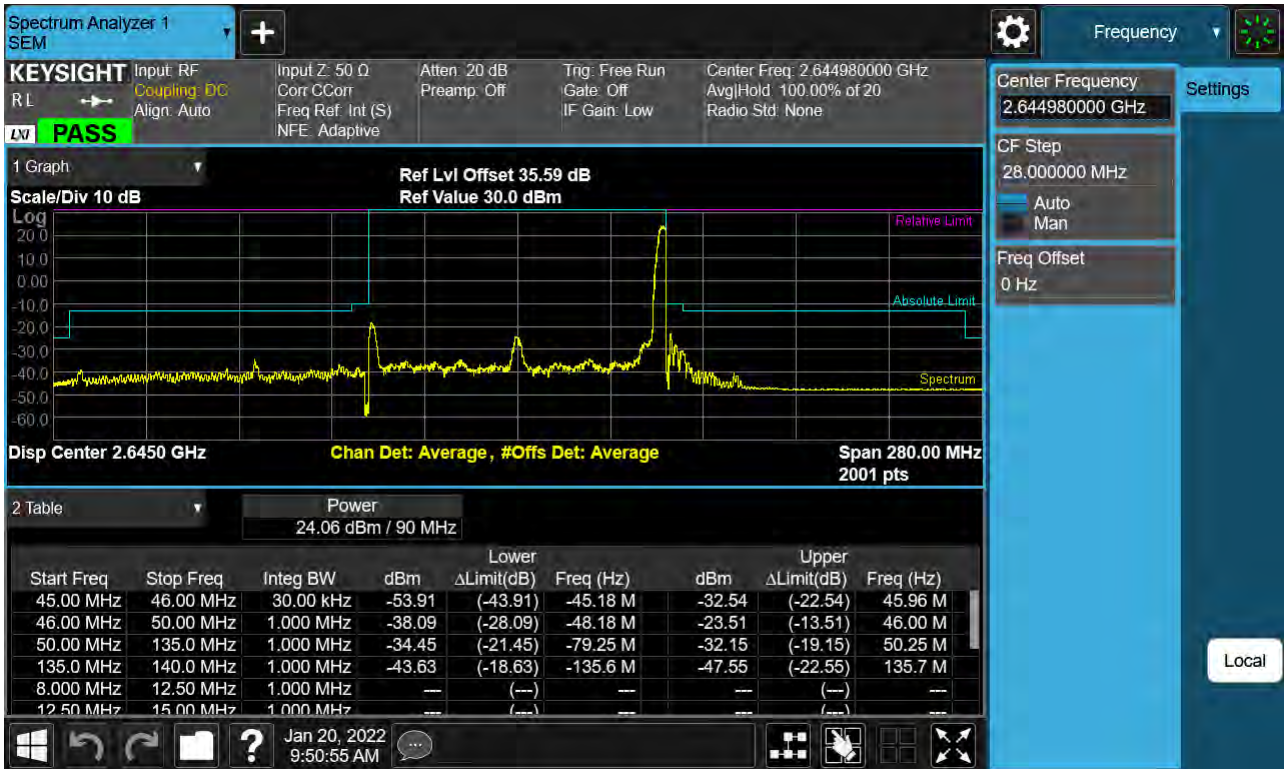 Spectrum Analyzer 1
SEM
+
Frequency
KEYSIGHT
R L
LXI
PASS
Input: RF
Coupling: DC
Align: Auto
Input Z: 50 Ω
Corr CCorr
Freq Ref: Int (S)
NFE: Adaptive
Atten: 20 dB
Preamp: Off
Trig: Free Run
Gate: Off
IF Gain: Low
Center Freq: 2.644980000 GHz
Avg|Hold: 100.00% of 20
Radio Std: None
Center Frequency
2.644980000 GHz
Settings
CF Step
28.000000 MHz
Auto
Man
Freq Offset
0 Hz
Local
1 Graph
Scale/Div 10 dB
Ref Lvl Offset 35.59 dB
Ref Value 30.0 dBm
Log
20.0
10.0
0.00
-10.0
-20.0
-30.0
-40.0
-50.0
-60.0
Relative Limit
Absolute Limit
Spectrum
Disp Center 2.6450 GHz
Chan Det: Average, #Offs Det: Average
Span 280.00 MHz
2001 pts
2 Table
Power
24.06 dBm / 90 MHz
Lower Upper
Start Freq Stop Freq Integ BW dBm ΔLimit(dB) Freq (Hz) dBm ΔLimit(dB) Freq (Hz)
45.00 MHz 46.00 MHz 30.00 kHz -53.91 (-43.91) -45.18 M -32.54 (-22.54) 45.96 M
46.00 MHz 50.00 MHz 1.000 MHz -38.09 (-28.09) -48.18 M -23.51 (-13.51) 46.00 M
50.00 MHz 135.0 MHz 1.000 MHz -34.45 (-21.45) -79.25 M -32.15 (-19.15) 50.25 M
135.0 MHz 140.0 MHz 1.000 MHz -43.63 (-18.63) -135.6 M -47.55 (-22.55) 135.7 M
8.000 MHz 12.50 MHz 1.000 MHz --- (---) --- --- (---) ---
12.50 MHz 15.00 MHz 1.000 MHz --- (---) --- --- (---) ---
?
Jan 20, 2022
9:50:55 AM